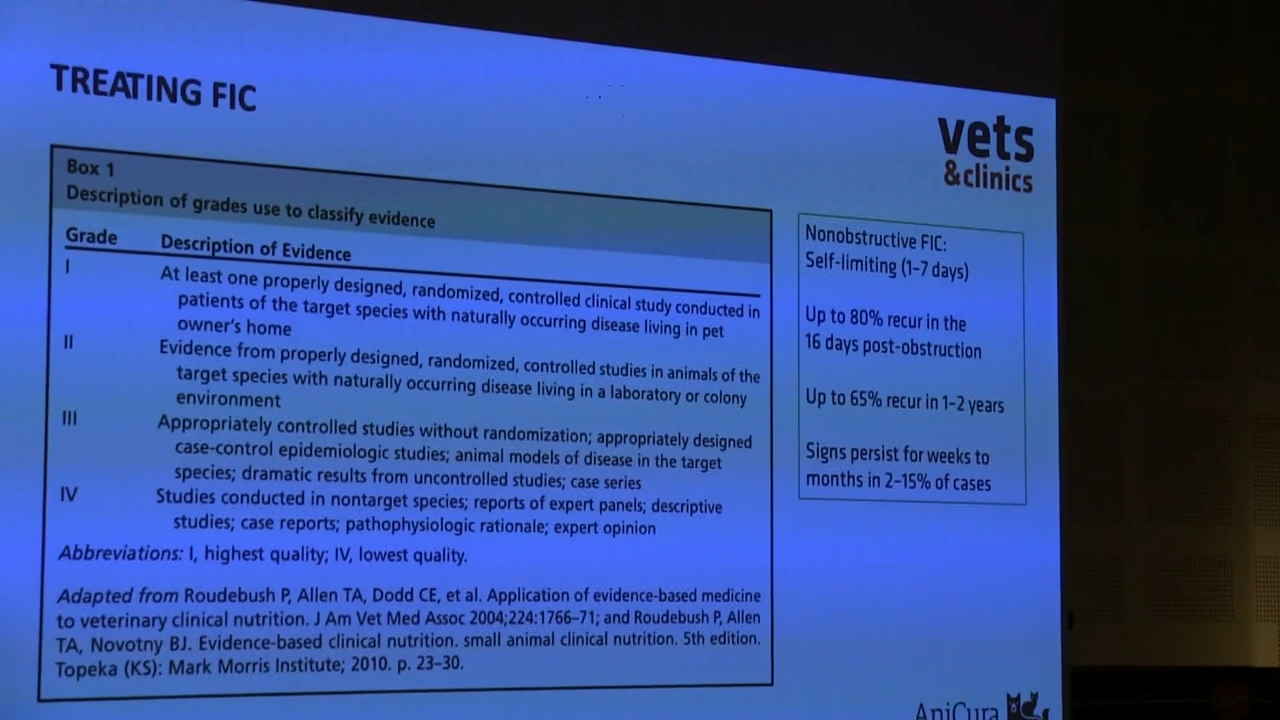 TREATING FIC
vets
&clinics
Box 1
Description of grades use to classify evidence
Grade Description of Evidence
I At least one properly designed, randomized, controlled clinical study conducted in
patients of the target species with naturally occurring disease living in pet
owner's home
II Evidence from properly designed, randomized, controlled studies in animals of the
target species with naturally occurring disease living in a laboratory or colony
environment
III Appropriately controlled studies without randomization; appropriately designed
case-control epidemiologic studies; animal models of disease in the target
species; dramatic results from uncontrolled studies; case series
IV Studies conducted in nontarget species; reports of expert panels; descriptive
studies; case reports; pathophysiologic rationale; expert opinion
Abbreviations: I, highest quality; IV, lowest quality.
Adapted from Roudebush P, Allen TA, Dodd CE, et al. Application of evidence-based medicine
to veterinary clinical nutrition. J Am Vet Med Assoc 2004;224:1766–71; and Roudebush P, Allen
TA, Novotny BJ. Evidence-based clinical nutrition. small animal clinical nutrition. 5th edition.
Topeka (KS): Mark Morris Institute; 2010. p. 23–30.
Nonobstructive FIC:
Self-limiting (1–7 days)
Up to 80% recur in the
16 days post-obstruction
Up to 65% recur in 1–2 years
Signs persist for weeks to
months in 2–15% of cases
AniCura